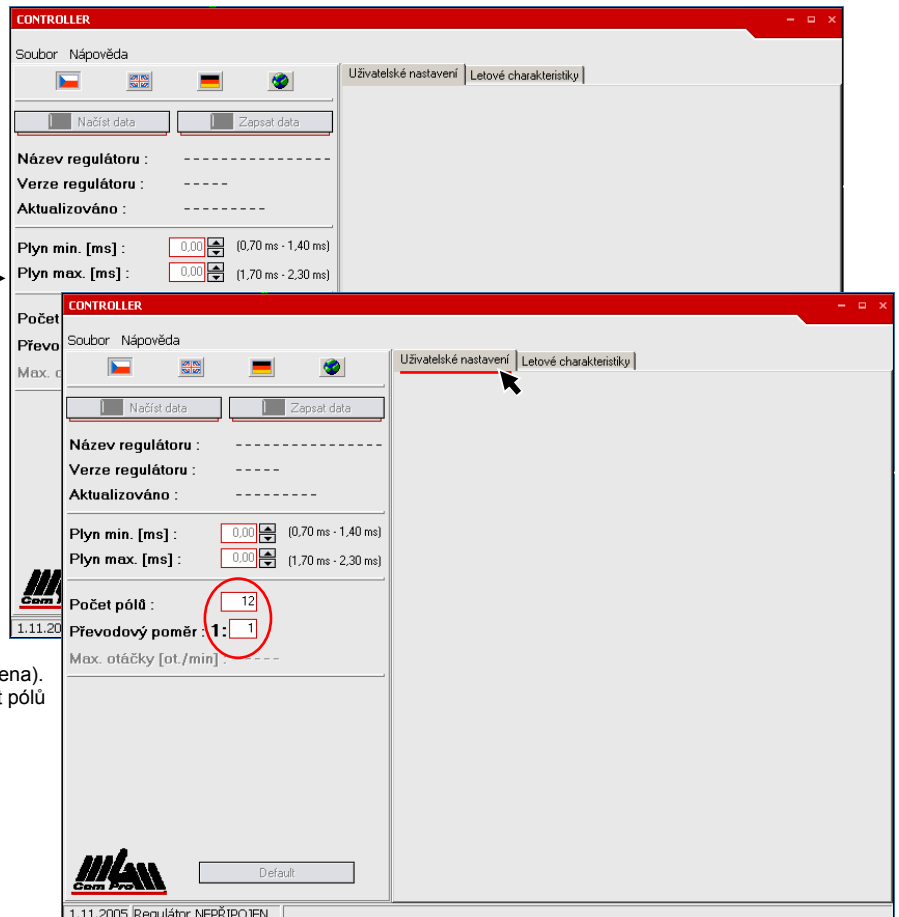 CONTROLLER
Soubor Nápověda
Uživatelské nastavení Letové charakteristiky
Načíst data Zapsat data
Název regulátoru : - - - - - - - - - - - - - - - -
Verze regulátoru : - - - - -
Aktualizováno : - - - - - - - - -
Plyn min. [ms] : 0,00 (0,70 ms - 1,40 ms)
Plyn max. [ms] : 0,00 (1,70 ms - 2,30 ms)
Počet
Převo
Max.
1.11.20
CONTROLLER
Soubor Nápověda
Uživatelské nastavení Letové charakteristiky
Načíst data Zapsat data
Název regulátoru : - - - - - - - - - - - - - - - -
Verze regulátoru : - - - - -
Aktualizováno : - - - - - - - - -
Plyn min. [ms] : 0,00 (0,70 ms - 1,40 ms)
Plyn max. [ms] : 0,00 (1,70 ms - 2,30 ms)
Počet pólů : 12
Převodový poměr : 1: 1
Max. otáčky [ot./min] : - - - - -
ena).
t pólů
Com Pro
Default
1.11.2005 Regulátor NEPŘIPOJEN